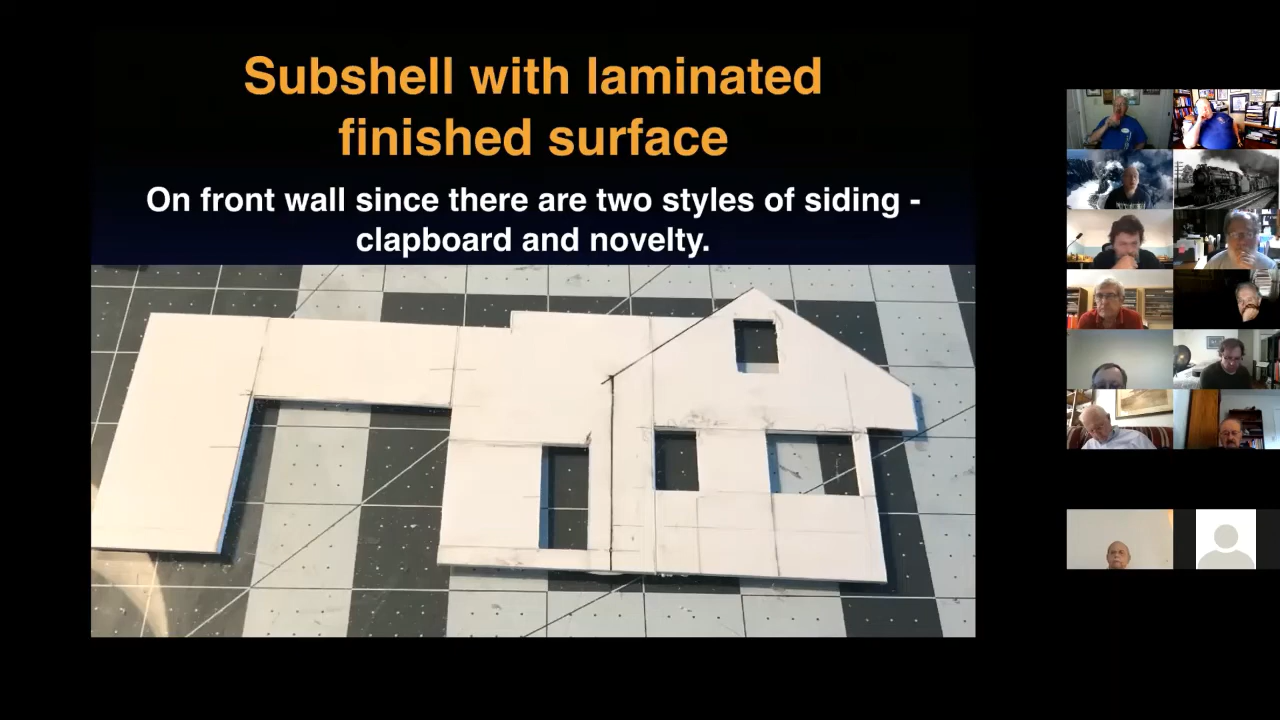 Subshell with laminated
finished surface
On front wall since there are two styles of siding -
clapboard and novelty.